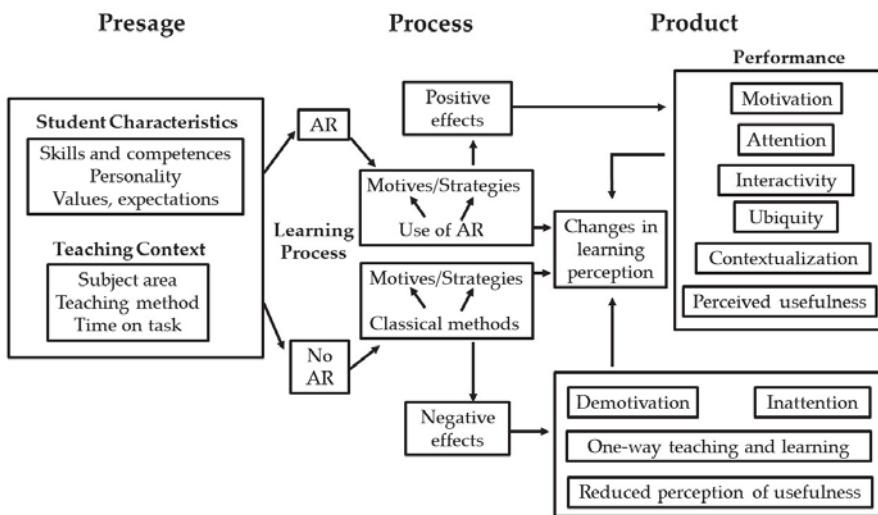 Presage
Process
Product
Student Characteristics
Skills and competences
Personality
Values, expectations
Teaching Context
Subject area
Teaching method
Time on task
AR
Learning
Process
No
AR
Positive
effects
Motives/Strategies
Use of AR
Motives/Strategies
Classical methods
Negative
effects
Changes in
learning
perception
Performance
Motivation
Attention
Interactivity
Ubiquity
Contextualization
Perceived usefulness
Demotivation
Inattention
One-way teaching and learning
Reduced perception of usefulness